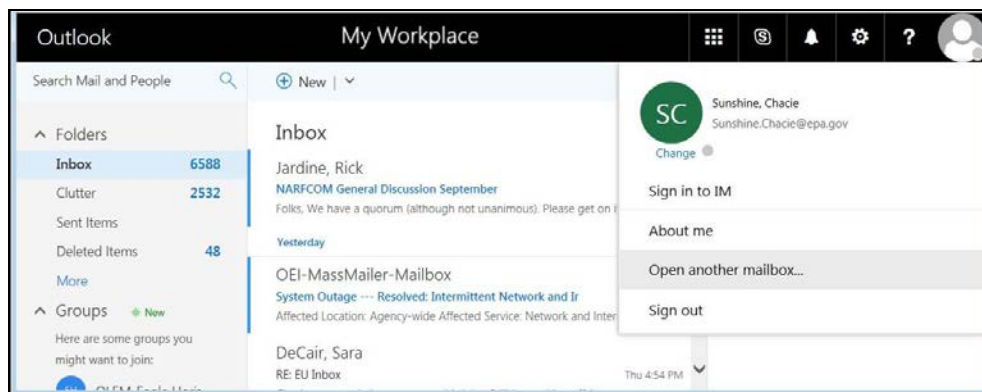 Outlook
My Workplace
?
Search Mail and People
New
Folders
Inbox 6588
Clutter 2532
Sent Items
Deleted Items 48
More
Groups New
Here are some groups you
might want to join:
Inbox
Jardine, Rick
NARFCOM General Discussion September
Folks, We have a quorum (although not unanimous). Please get on
Yesterday
OEI-MassMailer-Mailbox
System Outage --- Resolved: Intermittent Network and Ir
Affected Location: Agency-wide Affected Service: Network and Inter
DeCair, Sara
RE: EU Inbox
Thu 4:54 PM
SC
Sunshine, Chacie
Sunshine.Chacie@epa.gov
Change
Sign in to IM
About me
Open another mailbox...
Sign out